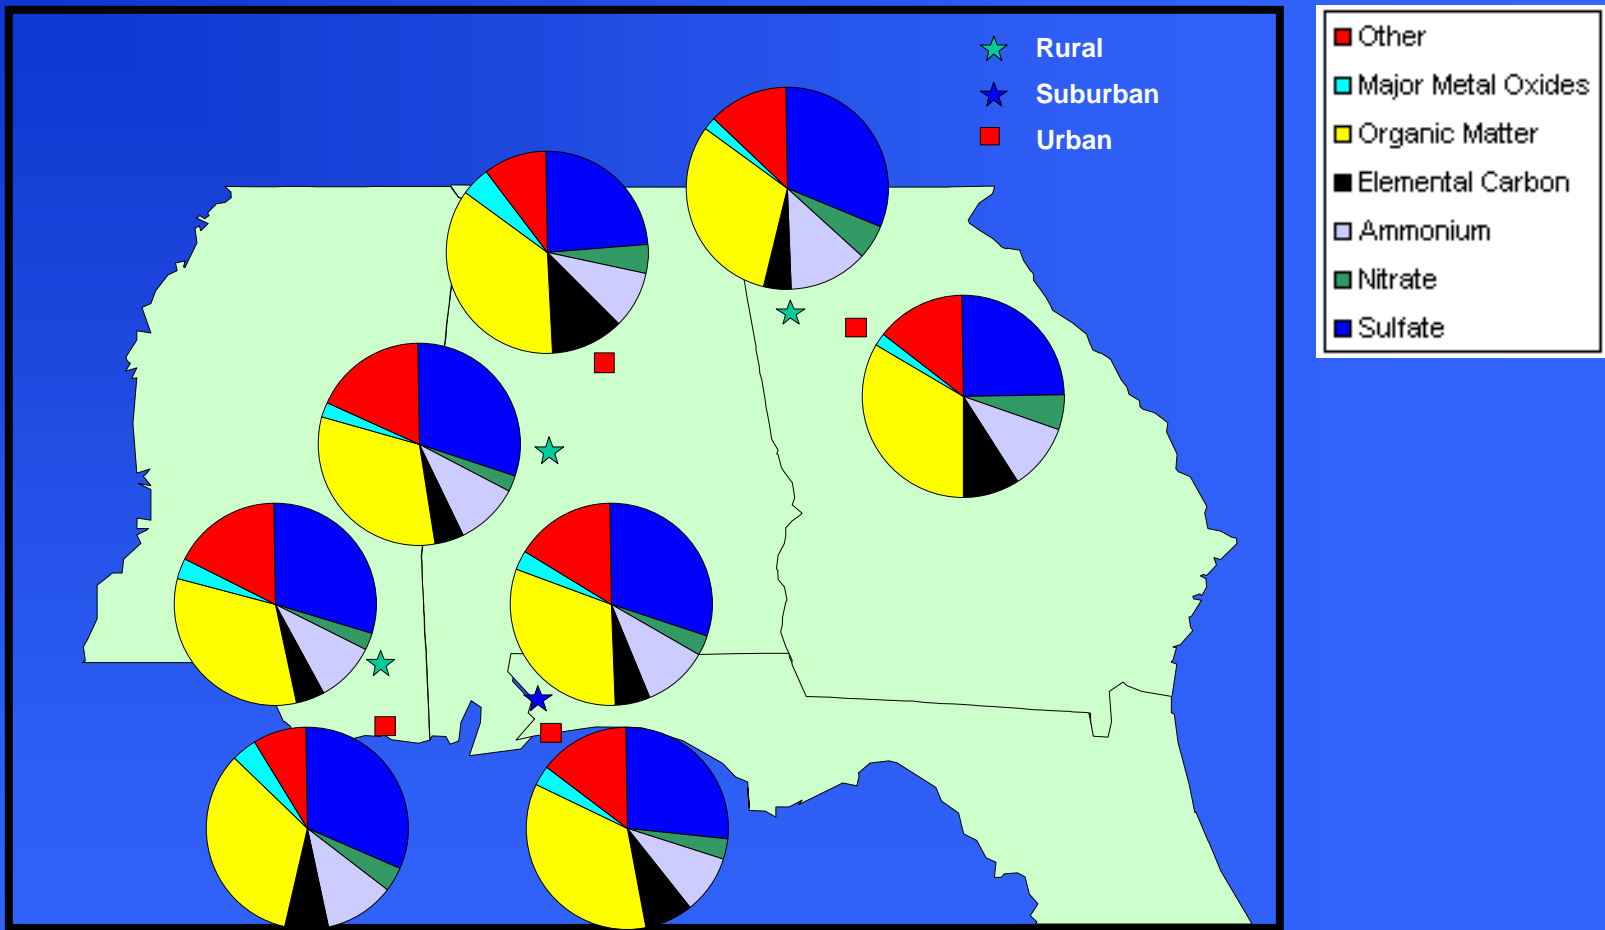 Rural
Suburban
Urban
Other
Major Metal Oxides
Organic Matter
Elemental Carbon
Ammonium
Nitrate
Sulfate